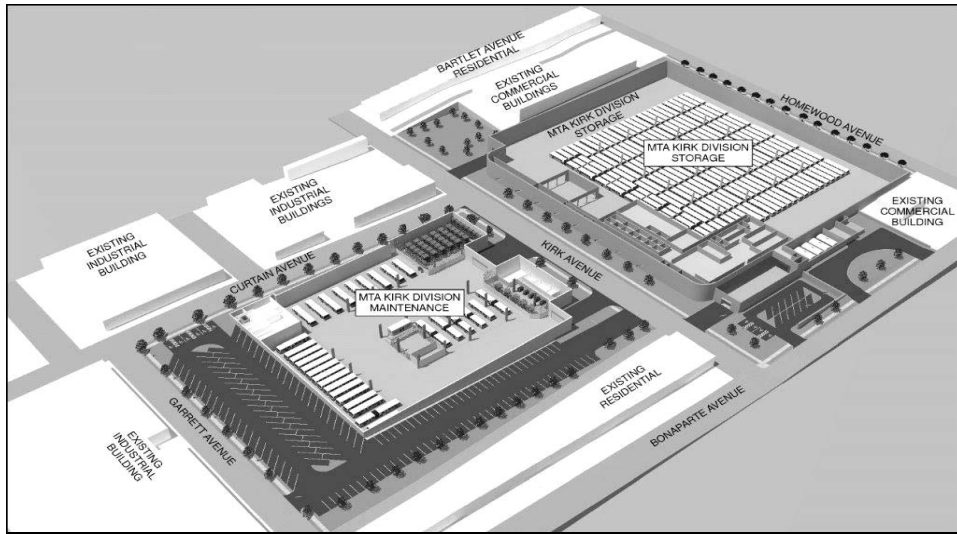 BARTLET AVENUE
RESIDENTIAL
EXISTING
COMMERCIAL
BUILDINGS
HOMEWOOD AVENUE
MTA KIRK DIVISION
STORAGE
MTA KIRK DIVISION
STORAGE
EXISTING
COMMERCIAL
BUILDING
EXISTING
INDUSTRIAL
BUILDINGS
EXISTING
INDUSTRIAL
BUILDING
CURTAIN AVENUE
KIRK AVENUE
MTA KIRK DIVISION
MAINTENANCE
EXISTING
RESIDENTIAL
BONAPARTE AVENUE
GARRETT AVENUE
EXISTING
INDUSTRIAL
BUILDING